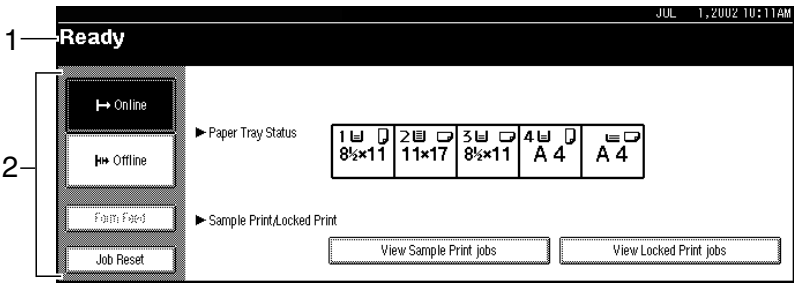 JUL 1,2002 10:11AM
1
Ready
2
Online
Offline
Form Feed
Job Reset
►Paper Tray Status
1 2 3 4
8½×11 11×17 8½×11 A 4 A 4
►Sample Print/Locked Print
View Sample Print jobs View Locked Print jobs